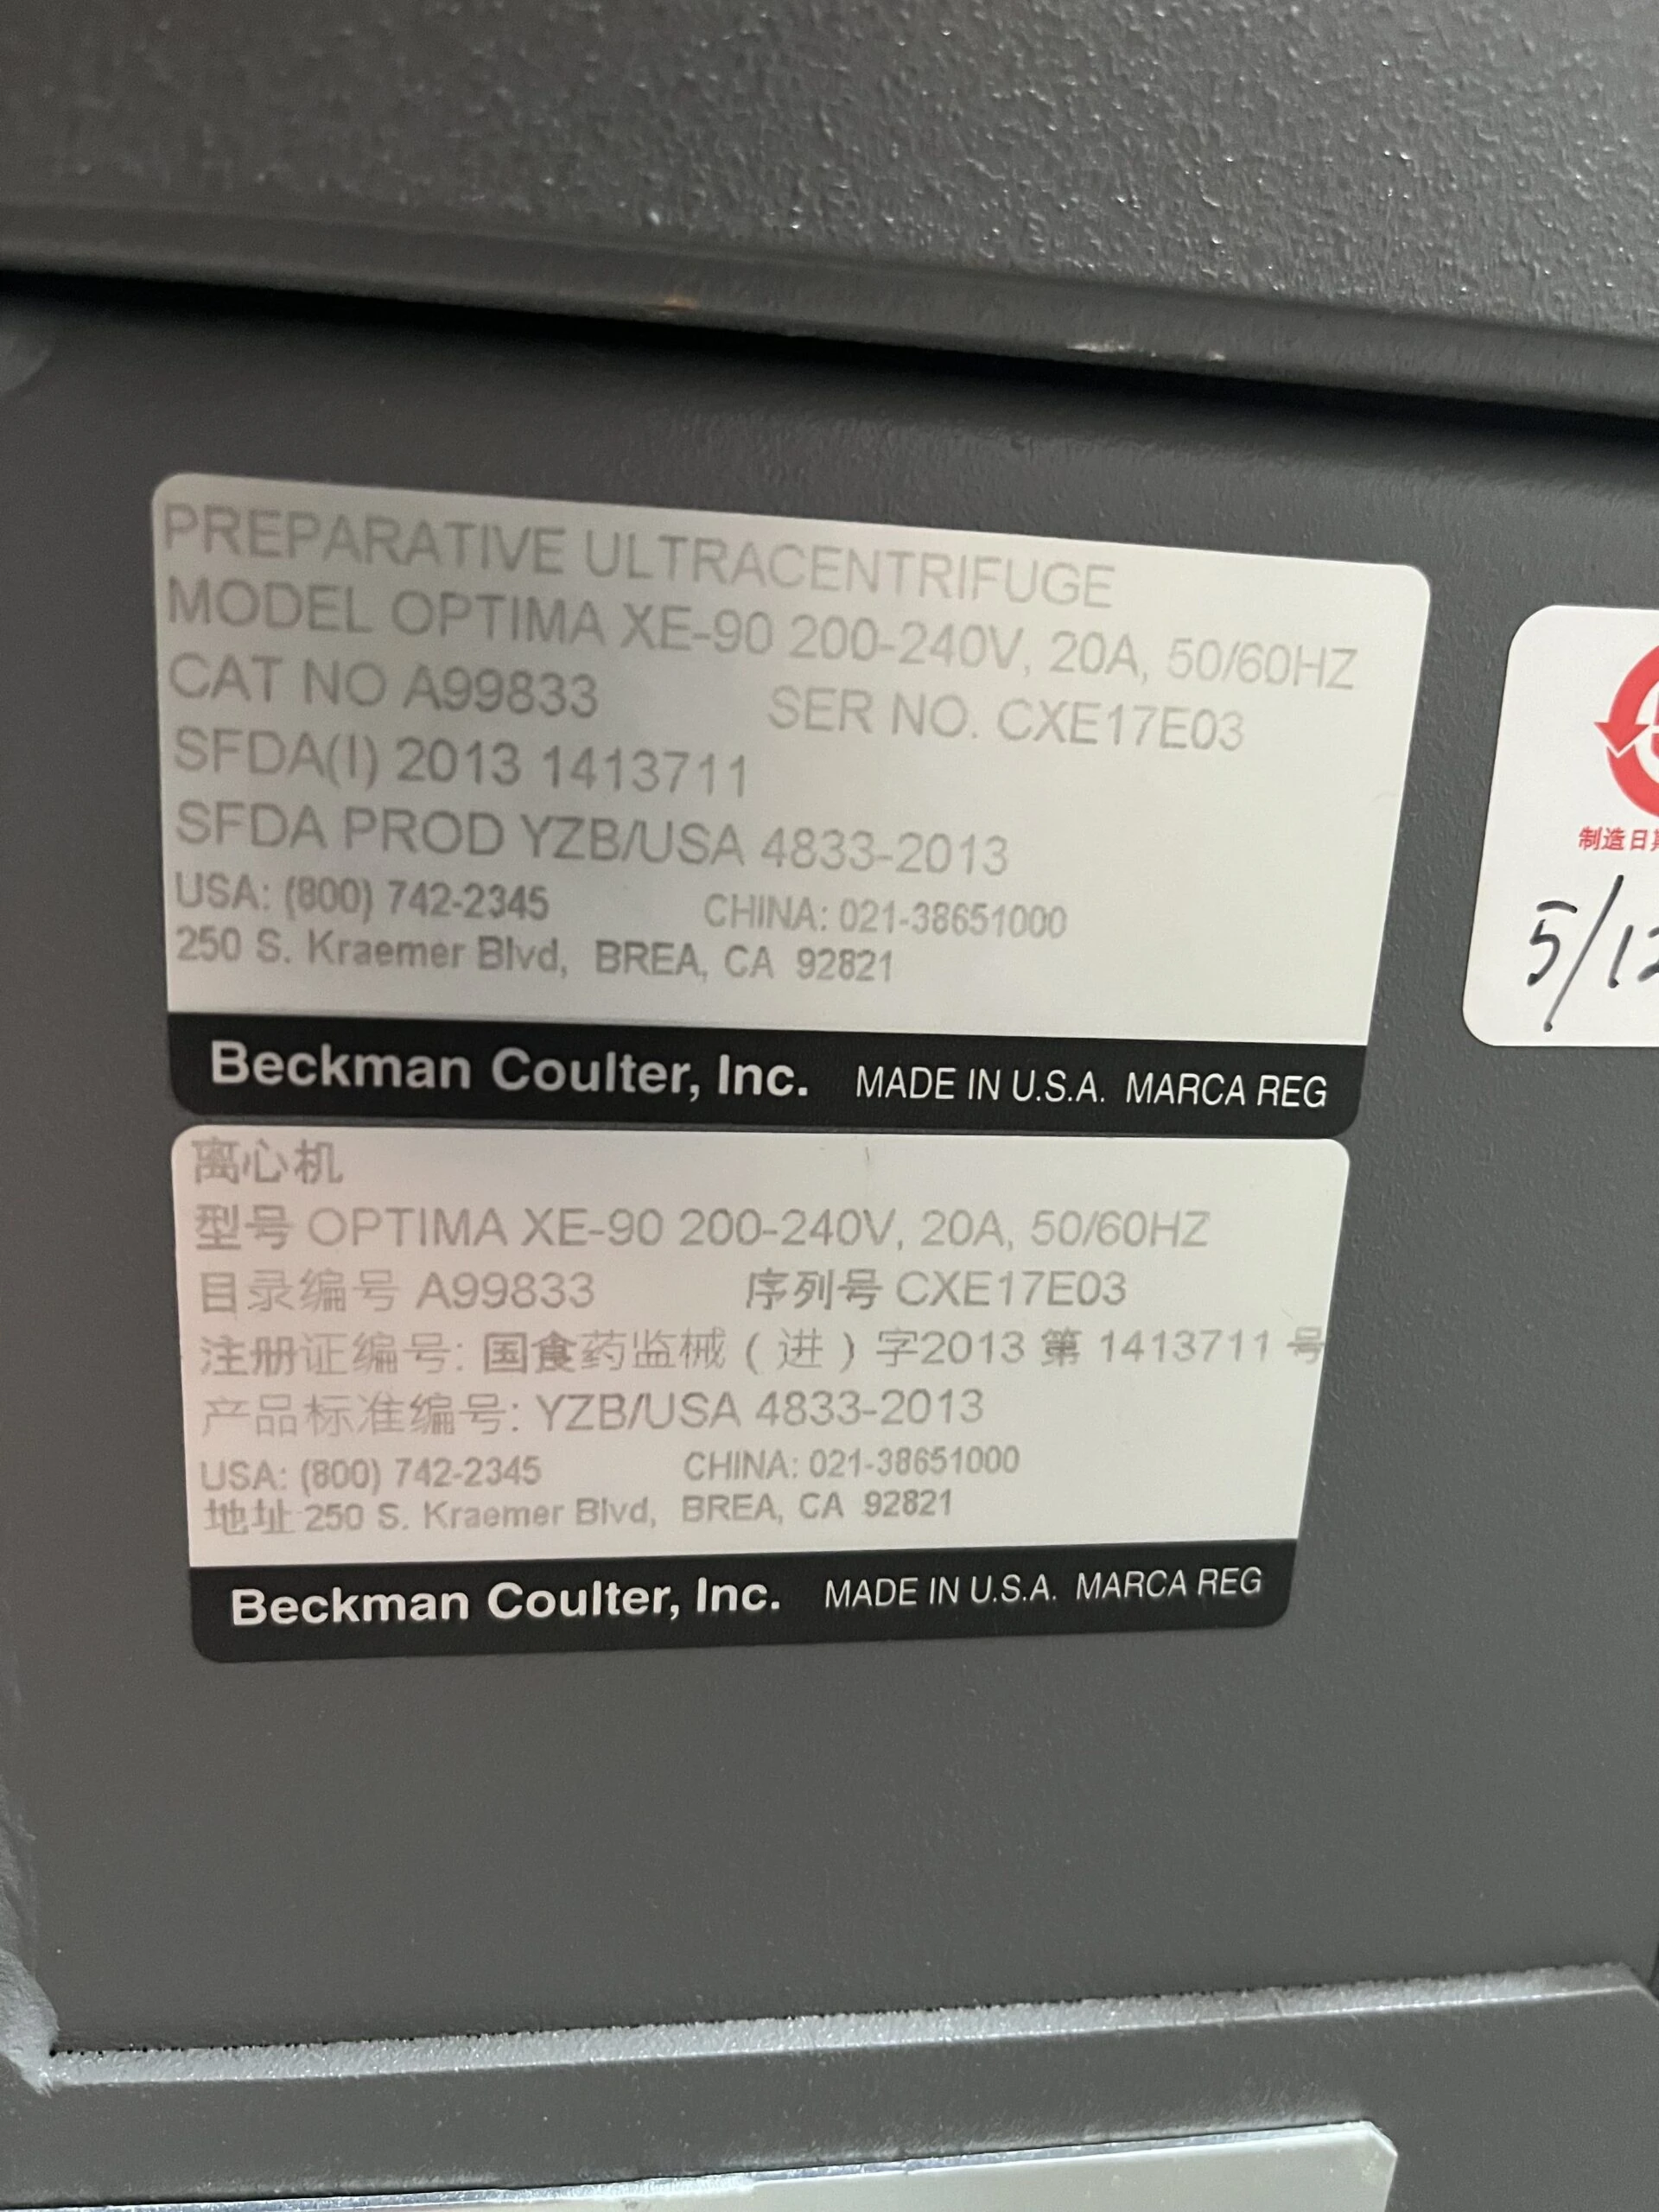 PREPARATIVE ULTRACENTRIFUGE
MODEL OPTIMA XE-90 200-240V, 20A, 50/60HZ
CAT NO A99833 SER NO. CXE17E03
SFDA(I) 2013 1413711
SFDA PROD YZB/USA 4833-2013
USA: (800) 742-2345 CHINA: 021-38651000
250 S. Kraemer Blvd, BREA, CA 92821
Beckman Coulter, Inc. MADE IN U.S.A. MARCA REG
离心机
型号 OPTIMA XE-90 200-240V, 20A, 50/60HZ
目录编号 A99833 序列号 CXE17E03
注册证编号: 国食药监械 ( 进 ) 字2013 第 1413711 号
产品标准编号: YZB/USA 4833-2013
USA: (800) 742-2345 CHINA: 021-38651000
地址 250 S. Kraemer Blvd, BREA, CA 92821
Beckman Coulter, Inc. MADE IN U.S.A. MARCA REG
制造日
5/12